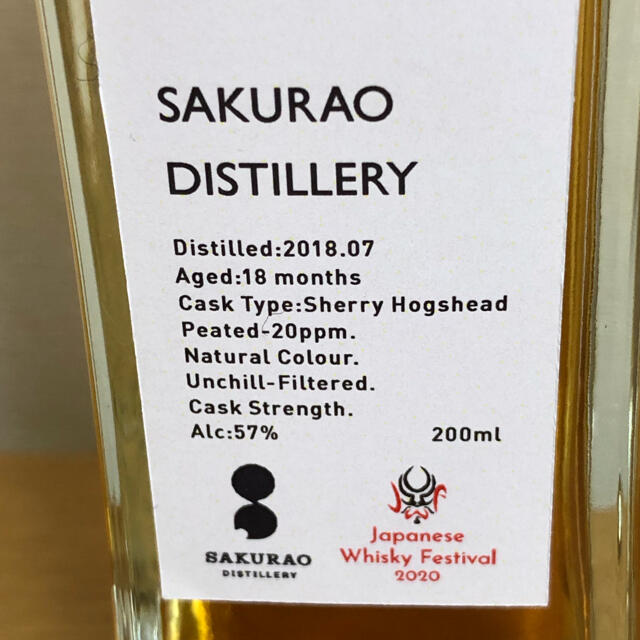 SAKURAO
DISTILLERY
Distilled:2018.07
Aged:18 months
Cask Type:Sherry Hogshead
Peated-20ppm.
Natural Colour.
Unchill-Filtered.
Cask Strength.
Alc:57% 200ml
SAKURAO
DISTILLERY
JWF
Japanese
Whisky Festival
2020